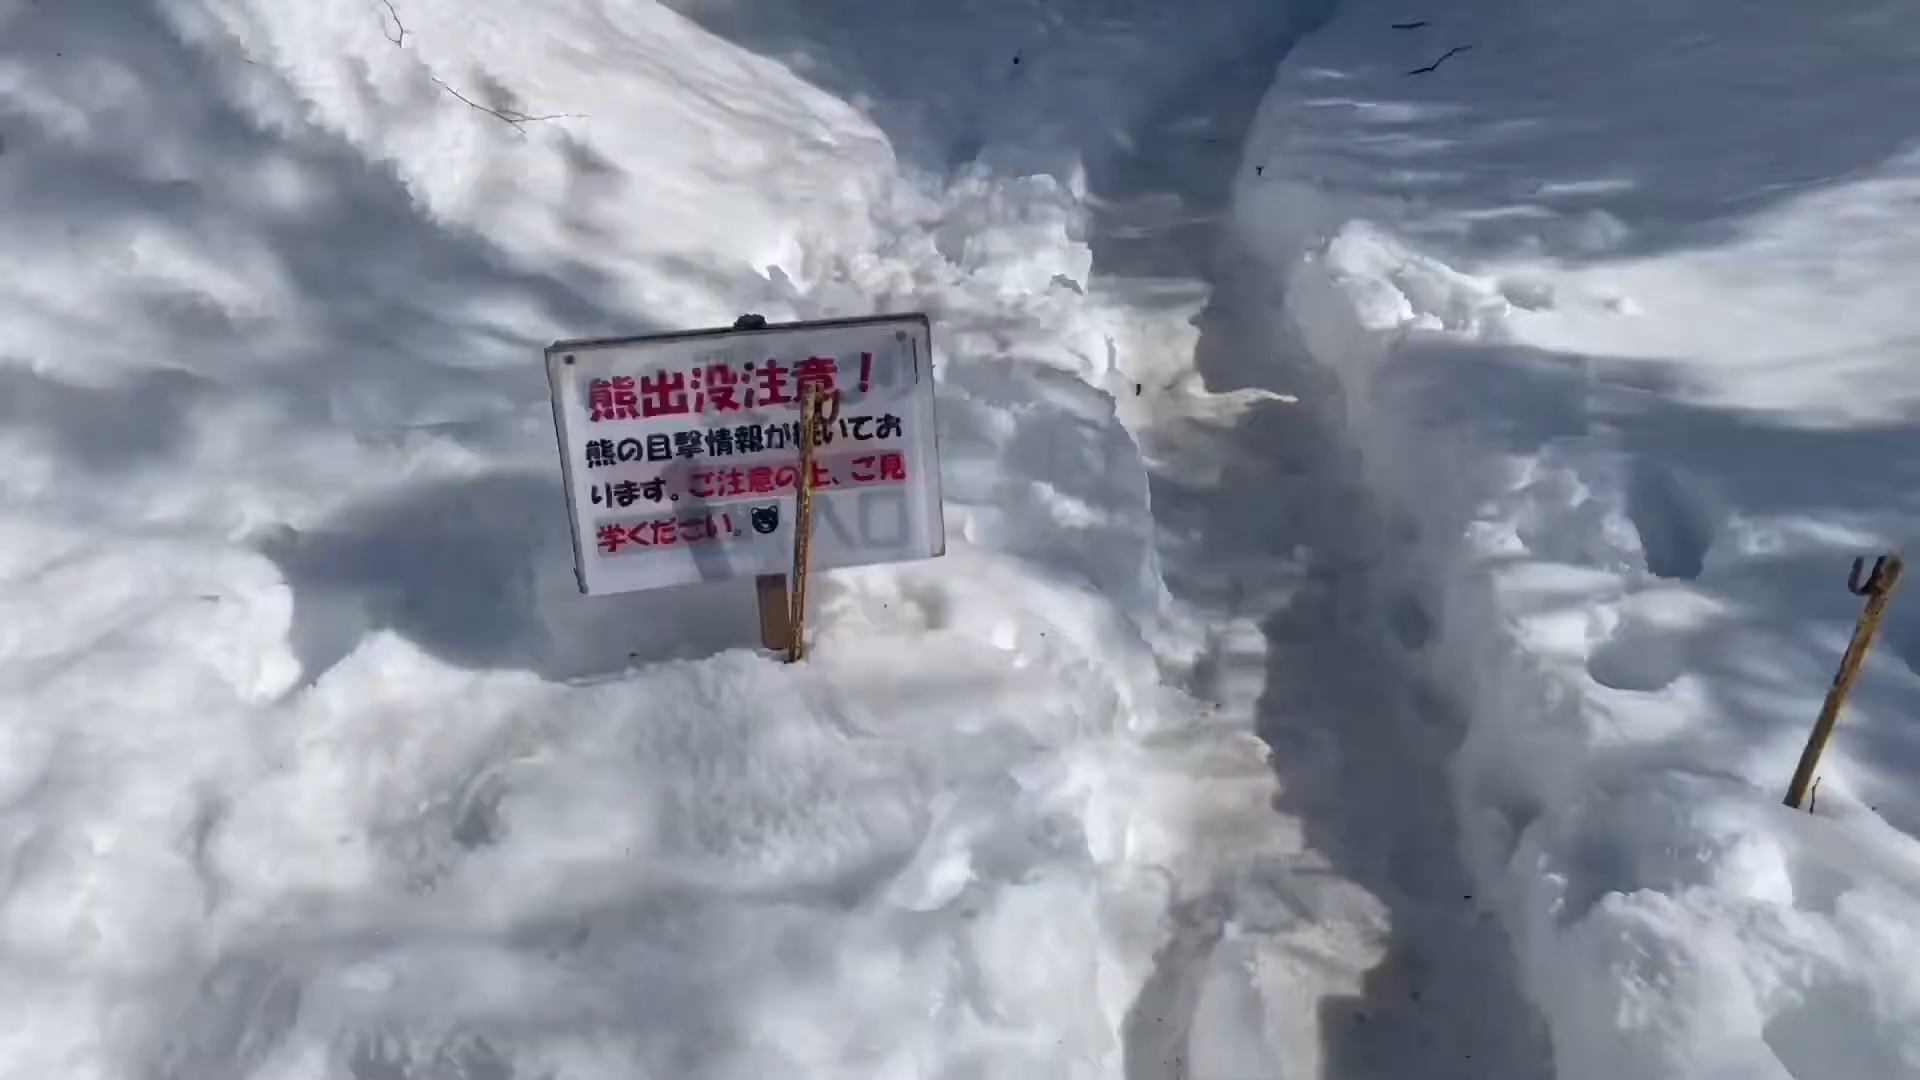 熊出没注意！
熊の目撃情報が続いてお
ります。ご注意の上、ご見
学ください。